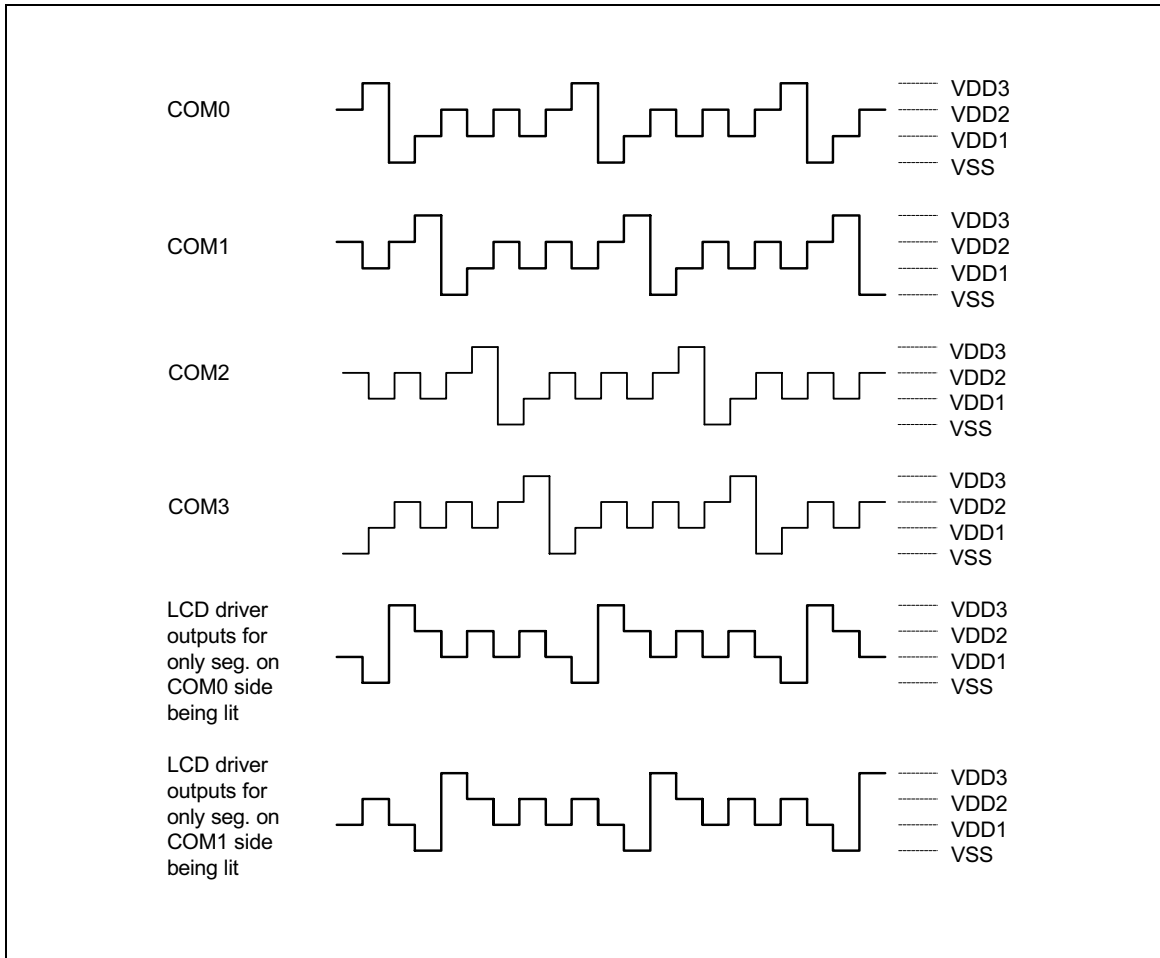 COM0
VDD3
VDD2
VDD1
VSS
COM1
VDD3
VDD2
VDD1
VSS
COM2
VDD3
VDD2
VDD1
VSS
COM3
VDD3
VDD2
VDD1
VSS
LCD driver
outputs for
only seg. on
COM0 side
being lit
VDD3
VDD2
VDD1
VSS
LCD driver
outputs for
only seg. on
COM1 side
being lit
VDD3
VDD2
VDD1
VSS